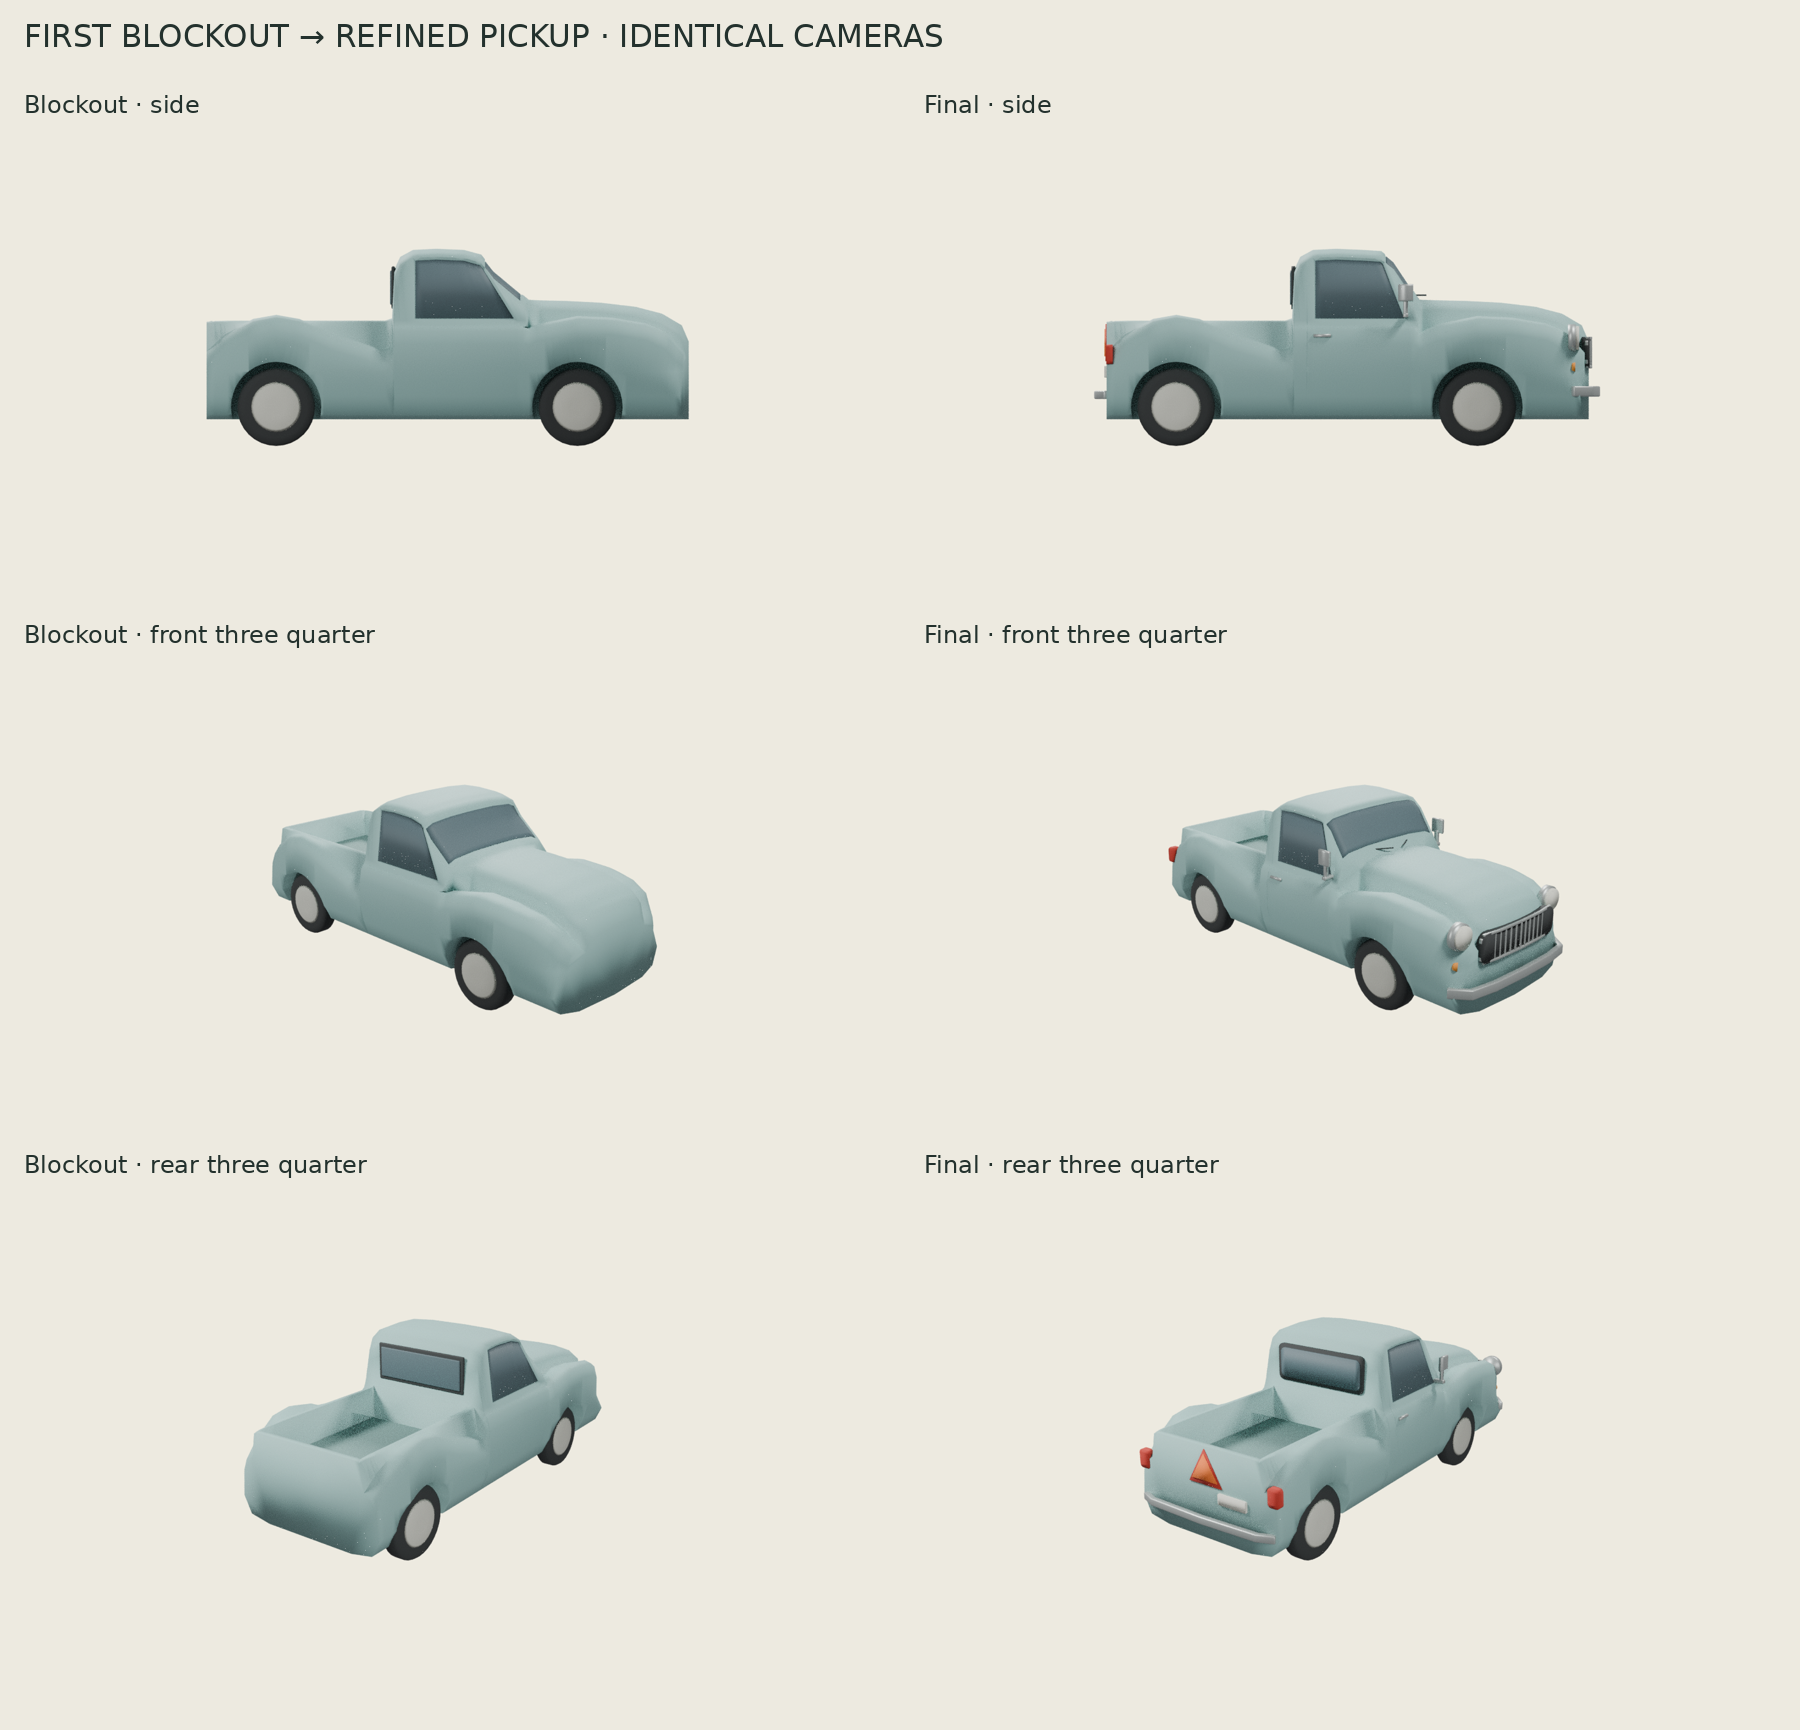 FIRST BLOCKOUT → REFINED PICKUP · IDENTICAL CAMERAS
Blockout · side
Final · side
Blockout · front three quarter
Final · front three quarter
Blockout · rear three quarter
Final · rear three quarter